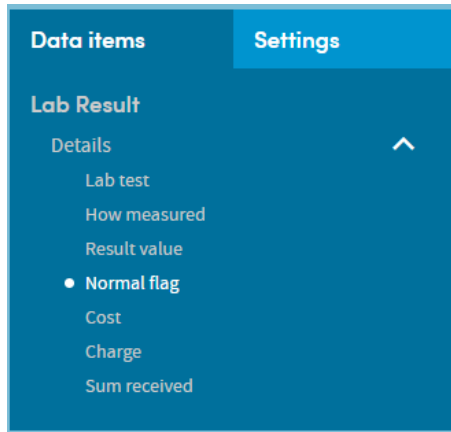 Data items Settings
Lab Result
Details
Lab test
How measured
Result value
Normal flag
Cost
Charge
Sum received